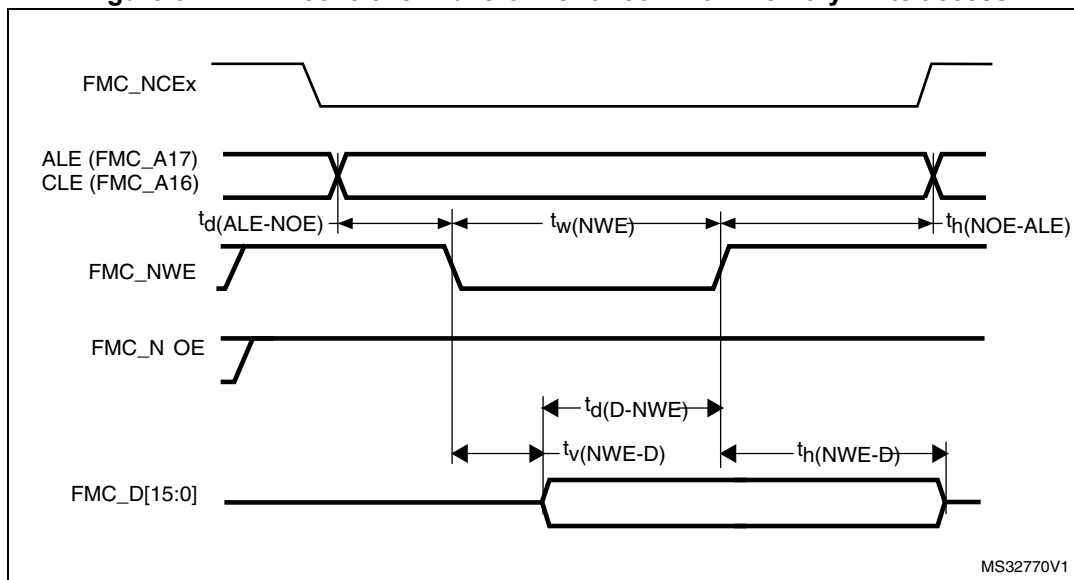 FMC_NCEx
ALE (FMC_A17)
CLE (FMC_A16)
td(ALE-NOE)
tw(NWE)
th(NOE-ALE)
FMC_NWE
FMC_N OE
td(D-NWE)
tv(NWE-D)
th(NWE-D)
FMC_D[15:0]
MS32770V1